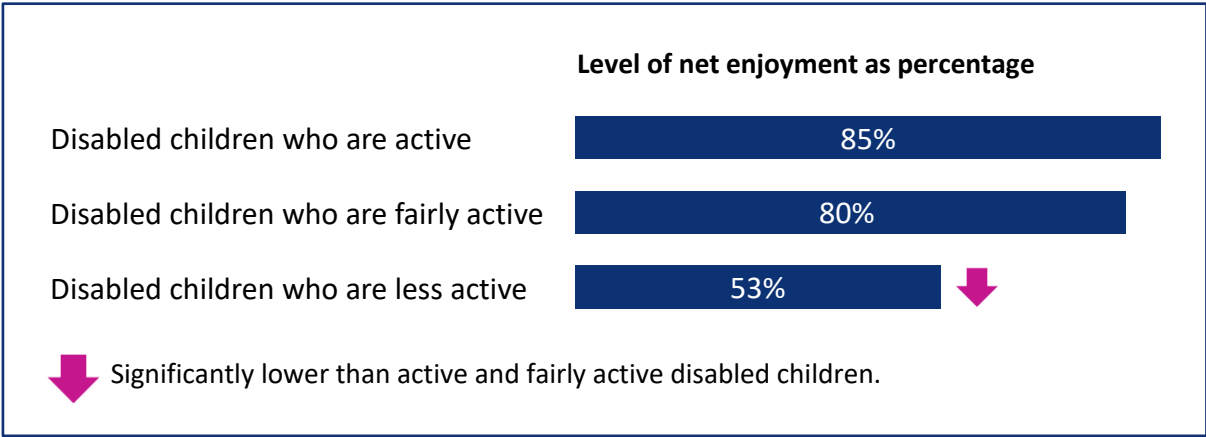 Level of net enjoyment as percentage
Disabled children who are active 85%
Disabled children who are fairly active 80%
Disabled children who are less active 53%
Significantly lower than active and fairly active disabled children.